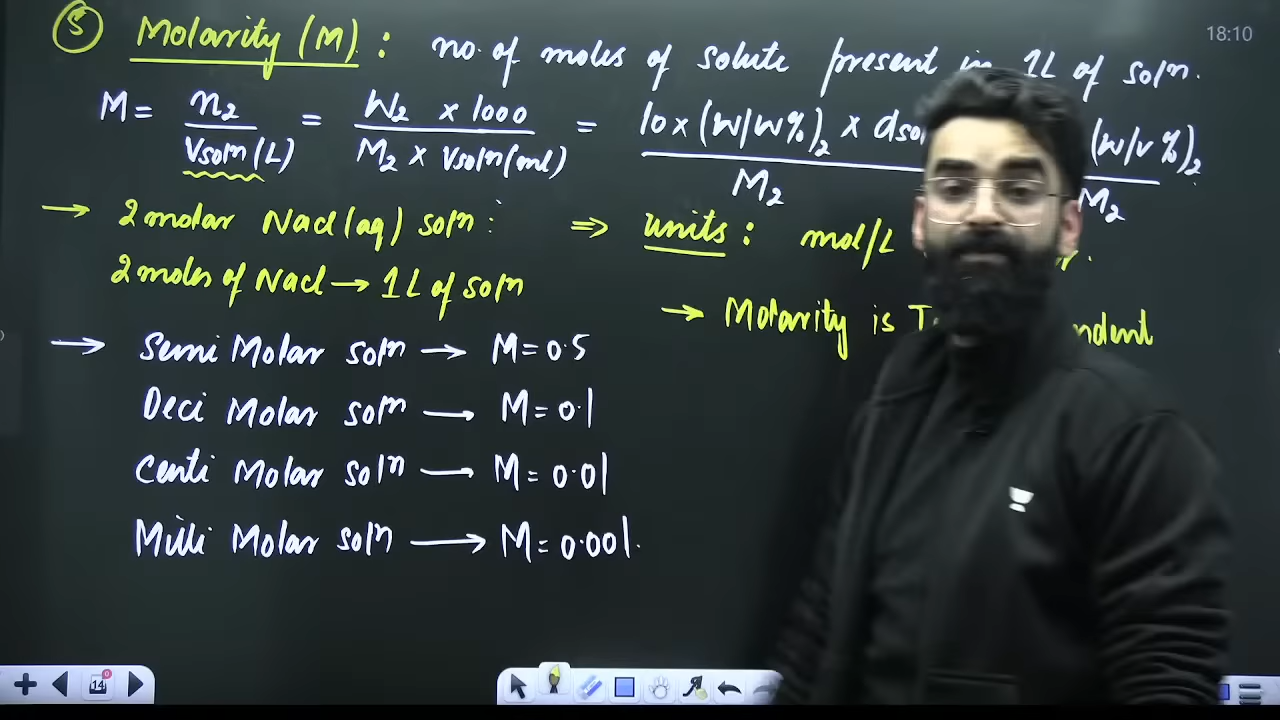 18:10
⑤ Molarity (M) : no. of moles of solute present in 1L of soln.
M = n₂ / Vsoln(L) = W₂ × 1000 / M₂ × Vsoln(ml) = 10 × (W/W%)₂ × dsol / M₂ (W/V%)₂ / M₂
→ 2 molar Nacl(aq) soln : ⇒ units : mol/L
2 moles of Nacl → 1L of soln
→ Molarity is
→ Semi Molar soln → M = 0.5
Deci Molar soln → M = 0.1
Centi Molar soln → M = 0.01
Milli Molar soln → M = 0.001.
14